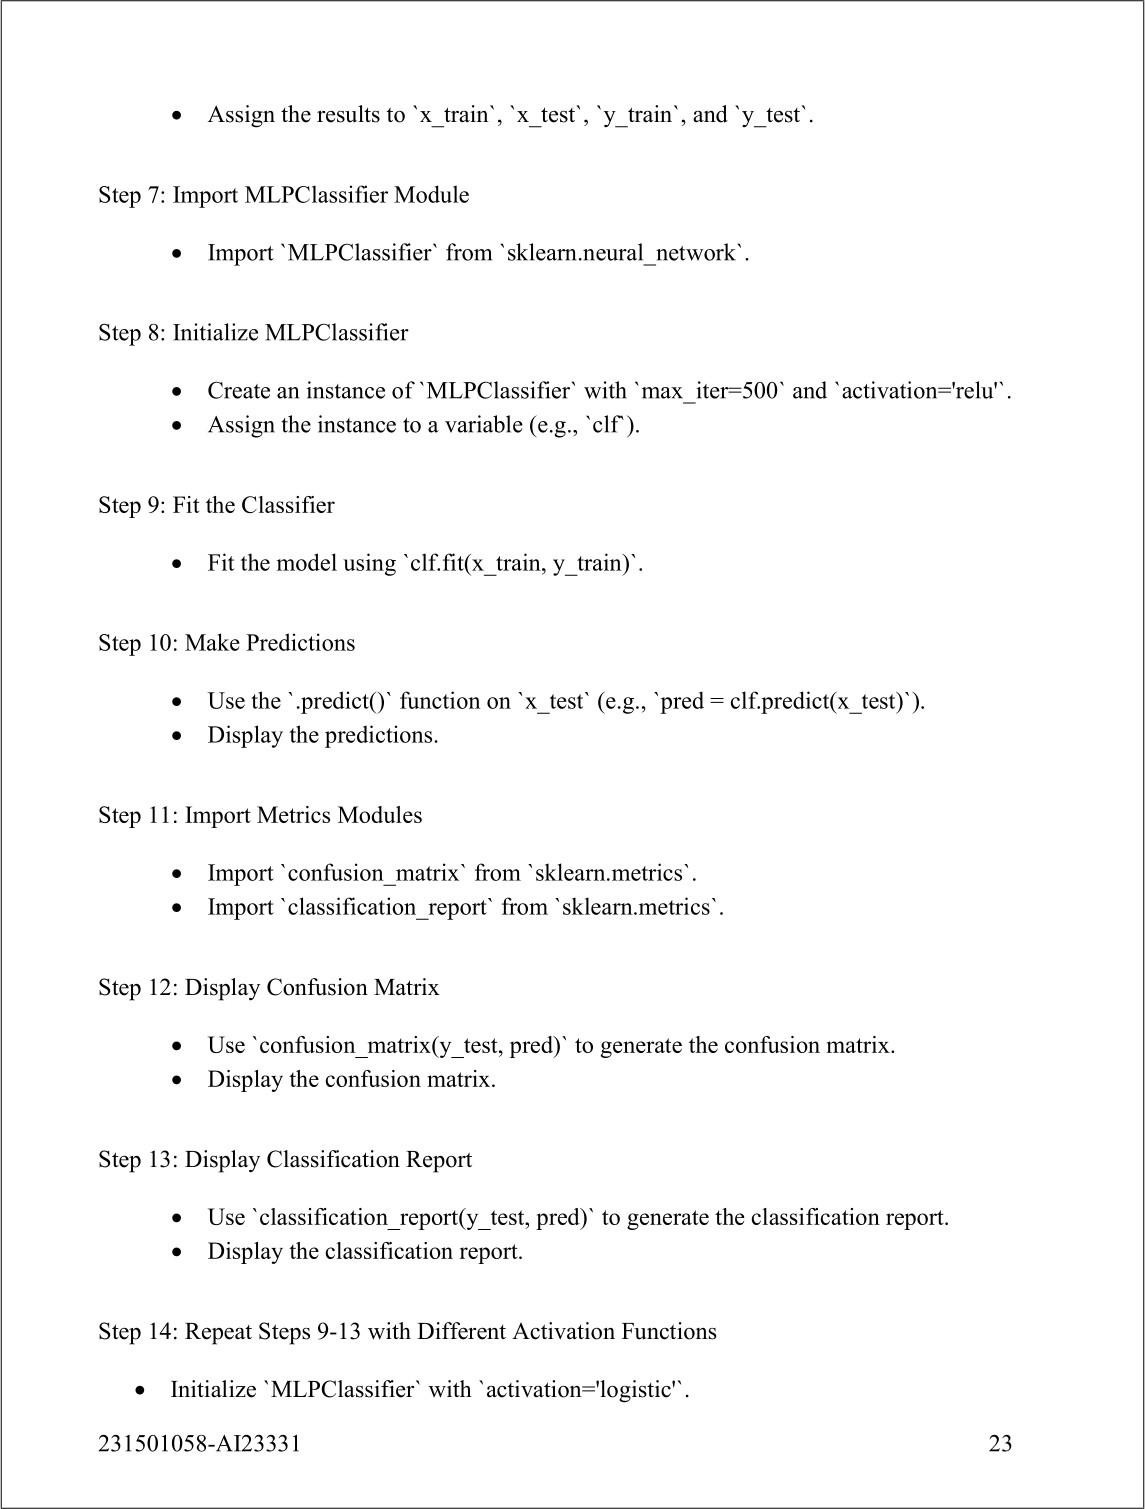 • Assign the results to `x_train`, `x_test`, `y_train`, and `y_test`.
Step 7: Import MLPClassifier Module
• Import `MLPClassifier` from `sklearn.neural_network`.
Step 8: Initialize MLPClassifier
• Create an instance of `MLPClassifier` with `max_iter=500` and `activation='relu'`.
• Assign the instance to a variable (e.g., `clf`).
Step 9: Fit the Classifier
• Fit the model using `clf.fit(x_train, y_train)`.
Step 10: Make Predictions
• Use the `.predict()` function on `x_test` (e.g., `pred = clf.predict(x_test)`).
• Display the predictions.
Step 11: Import Metrics Modules
• Import `confusion_matrix` from `sklearn.metrics`.
• Import `classification_report` from `sklearn.metrics`.
Step 12: Display Confusion Matrix
• Use `confusion_matrix(y_test, pred)` to generate the confusion matrix.
• Display the confusion matrix.
Step 13: Display Classification Report
• Use `classification_report(y_test, pred)` to generate the classification report.
• Display the classification report.
Step 14: Repeat Steps 9-13 with Different Activation Functions
• Initialize `MLPClassifier` with `activation='logistic'`.
231501058-AI23331 23